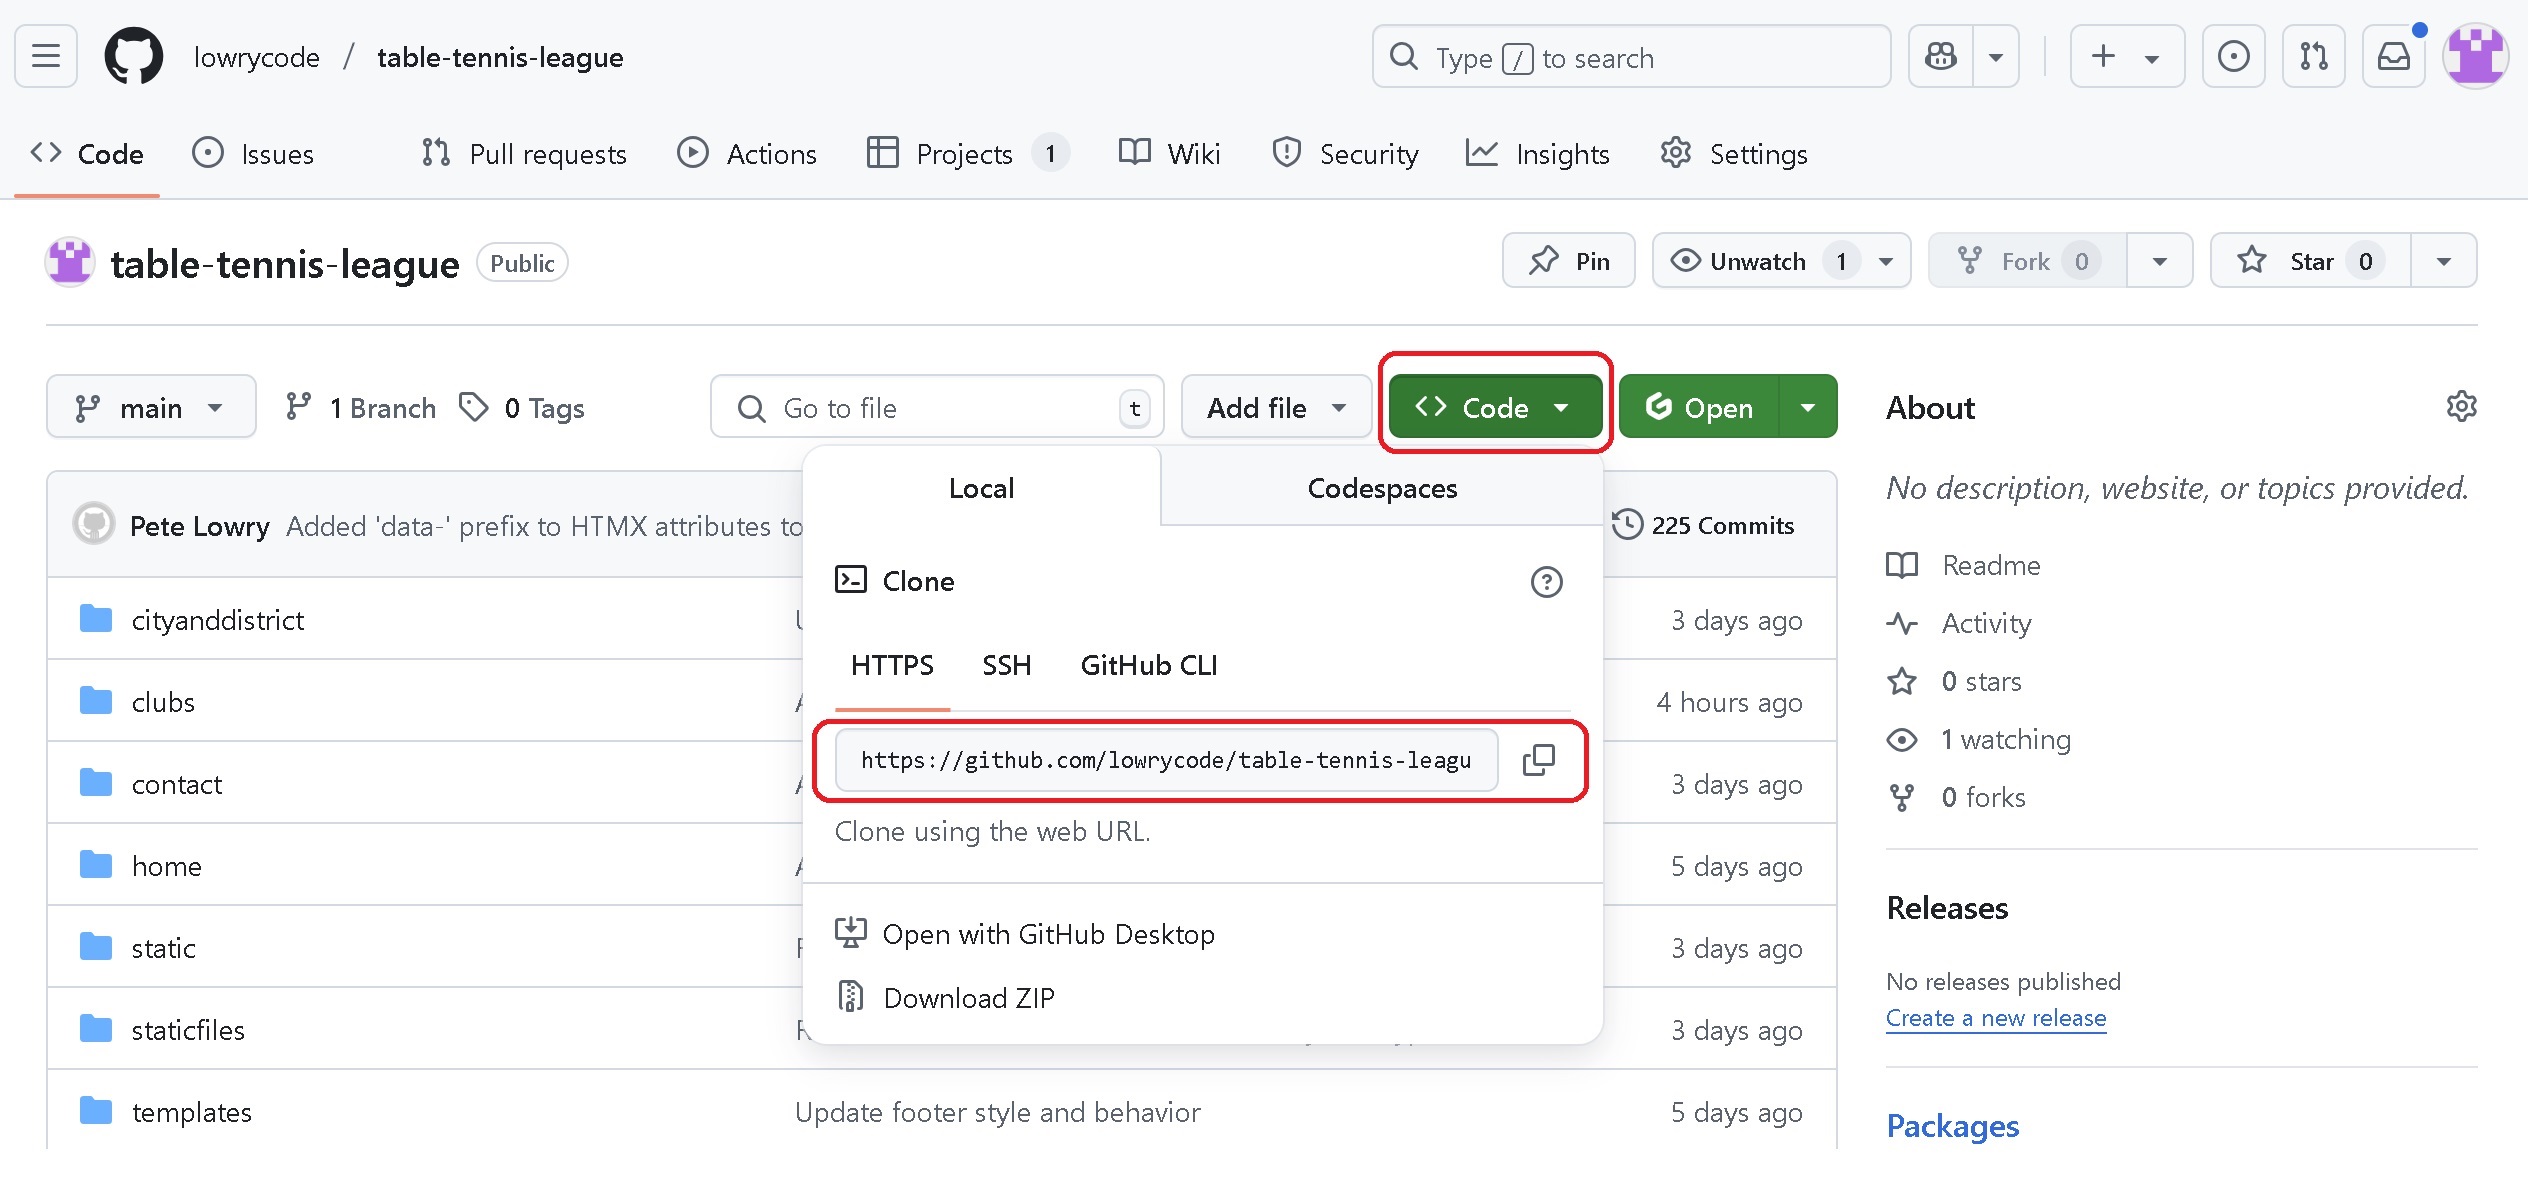 lowrycode / table-tennis-league
Type / to search
Code
Issues
Pull requests
Actions
Projects 1
Wiki
Security
Insights
Settings
table-tennis-league Public
Pin
Unwatch 1
Fork 0
Star 0
main
1 Branch
0 Tags
Go to file t
Add file
Code
Open
About
No description, website, or topics provided.
Local
Codespaces
Pete Lowry Added 'data-' prefix to HTMX attributes to
225 Commits
Clone
HTTPS
SSH
GitHub CLI
https://github.com/lowrycode/table-tennis-leagu
Clone using the web URL.
Open with GitHub Desktop
Download ZIP
cityanddistrict
3 days ago
clubs
4 hours ago
contact
3 days ago
home
5 days ago
static
3 days ago
staticfiles
3 days ago
templates
Update footer style and behavior
5 days ago
Readme
Activity
0 stars
1 watching
0 forks
Releases
No releases published
Create a new release
Packages